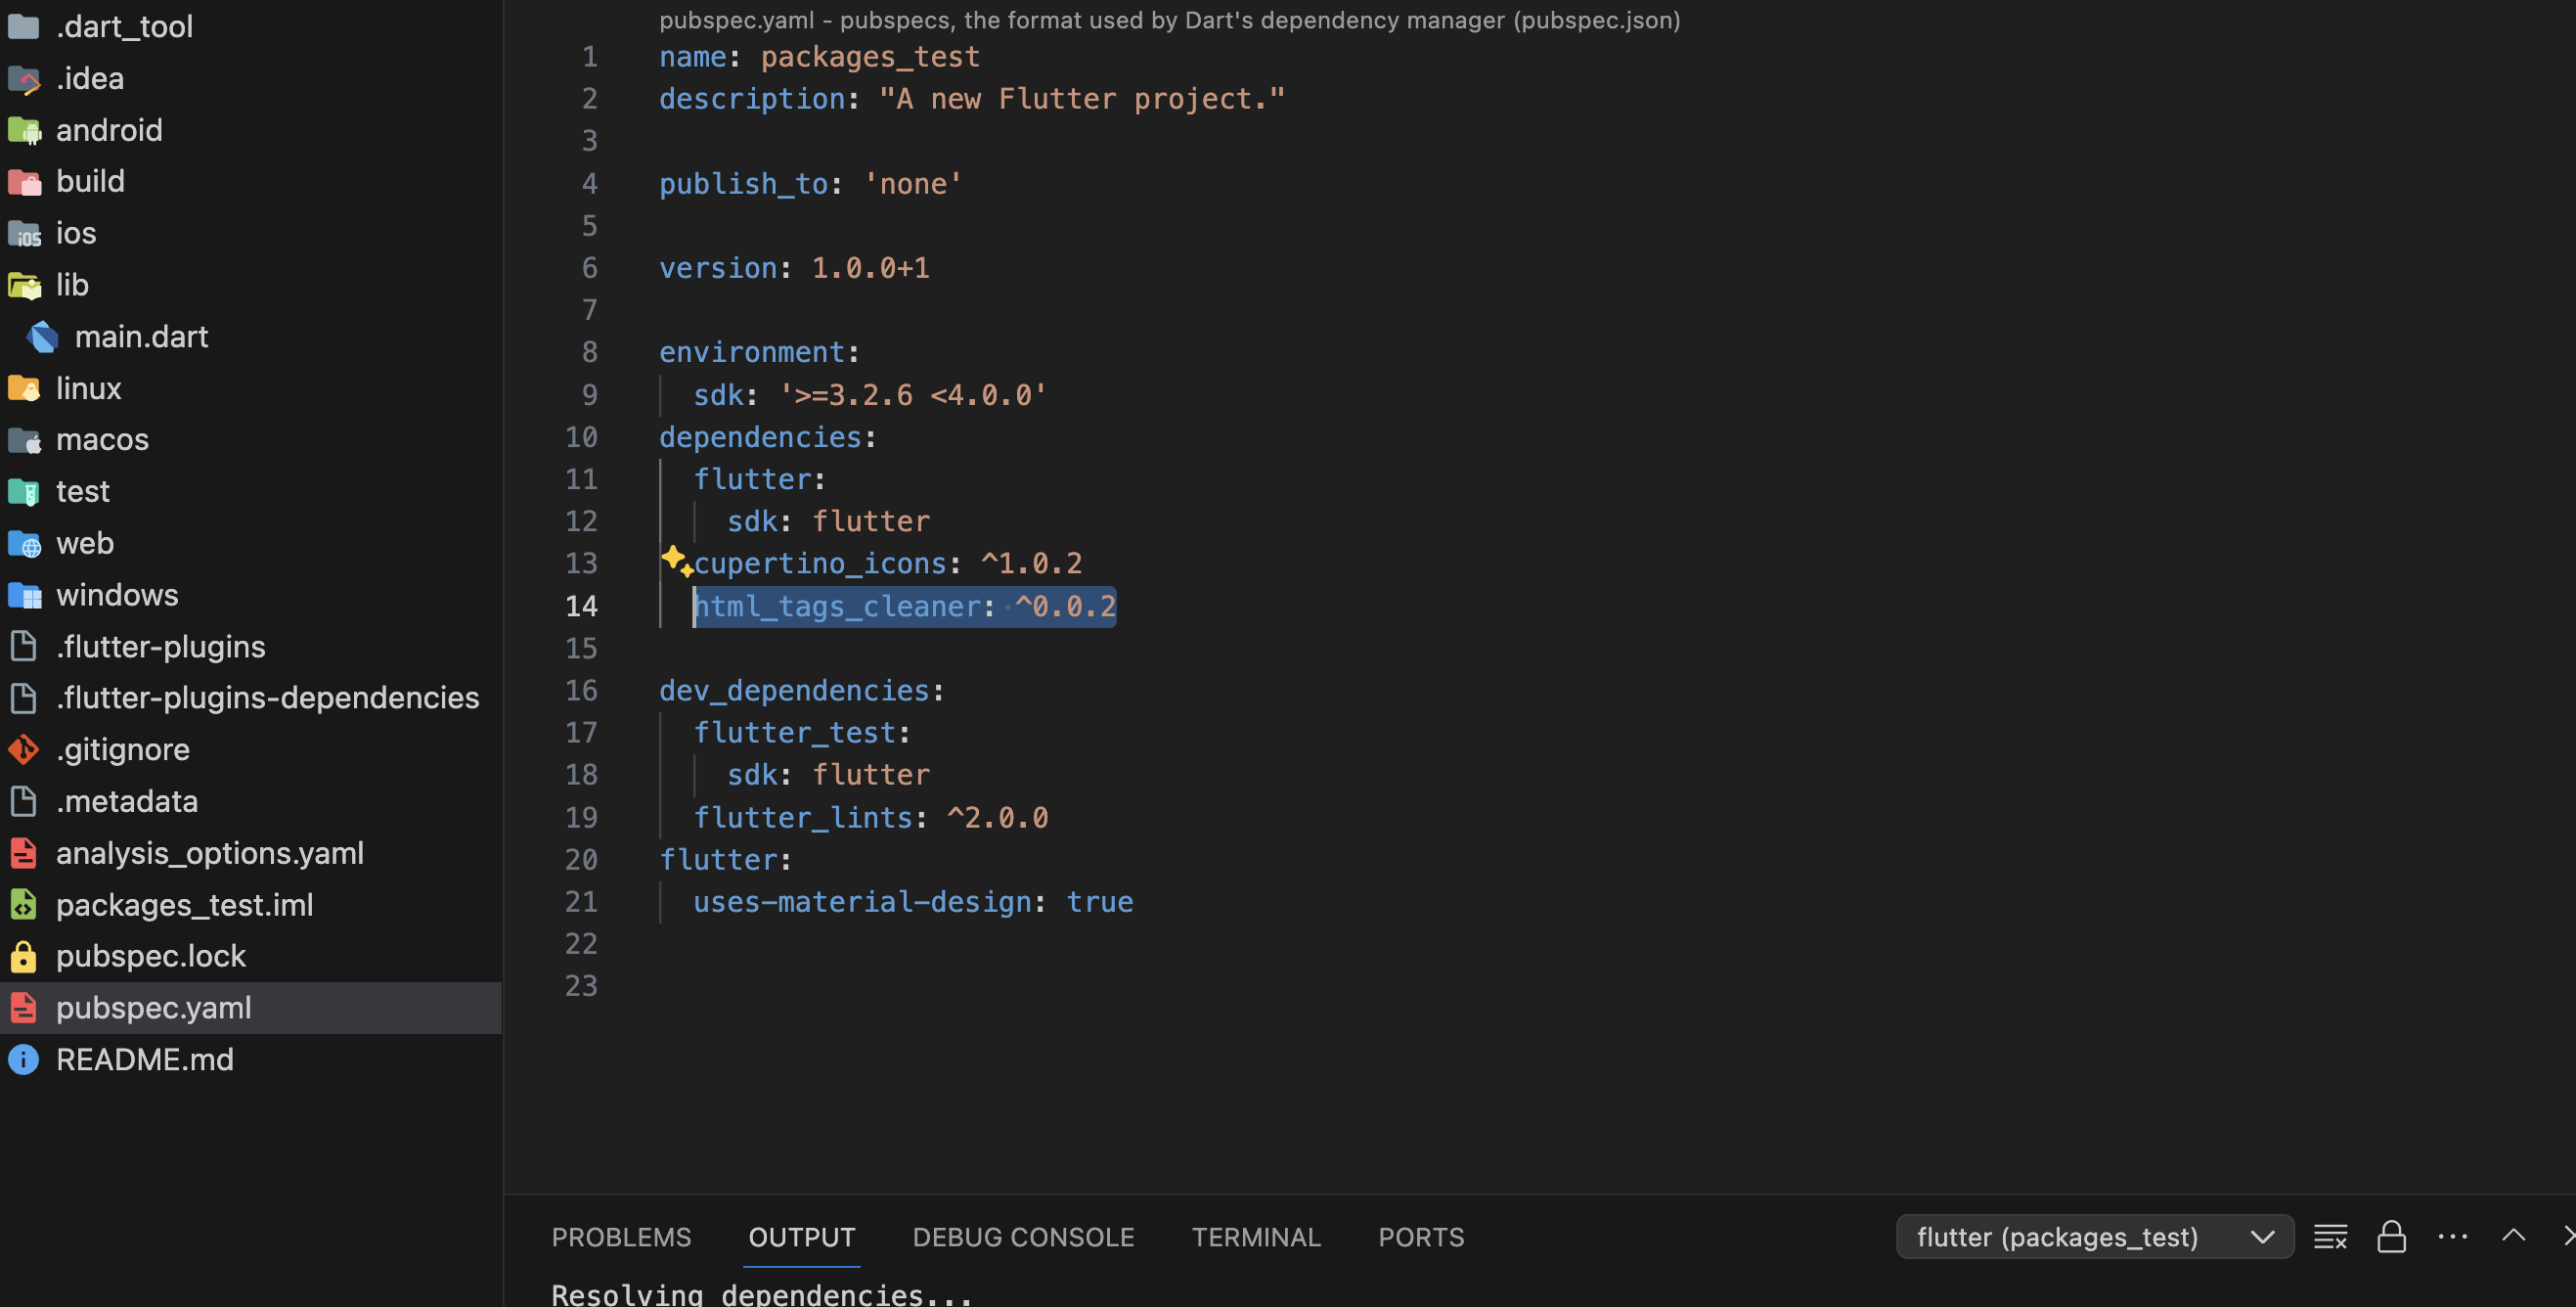 .dart_tool
.idea
android
build
ios
lib
main.dart
linux
macos
test
web
windows
.flutter-plugins
.flutter-plugins-dependencies
.gitignore
.metadata
analysis_options.yaml
packages_test.iml
pubspec.lock
pubspec.yaml
README.md
pubspec.yaml - pubspecs, the format used by Dart's dependency manager (pubspec.json)
1 name: packages_test
2 description: "A new Flutter project."
3
4 publish_to: 'none'
5
6 version: 1.0.0+1
7
8 environment:
9 sdk: '>=3.2.6 <4.0.0'
10 dependencies:
11 flutter:
12 sdk: flutter
13 cupertino_icons: ^1.0.2
14 html_tags_cleaner: ^0.0.2
15
16 dev_dependencies:
17 flutter_test:
18 sdk: flutter
19 flutter_lints: ^2.0.0
20 flutter:
21 uses-material-design: true
22
23
PROBLEMS OUTPUT DEBUG CONSOLE TERMINAL PORTS flutter (packages_test)
Resolving dependencies...